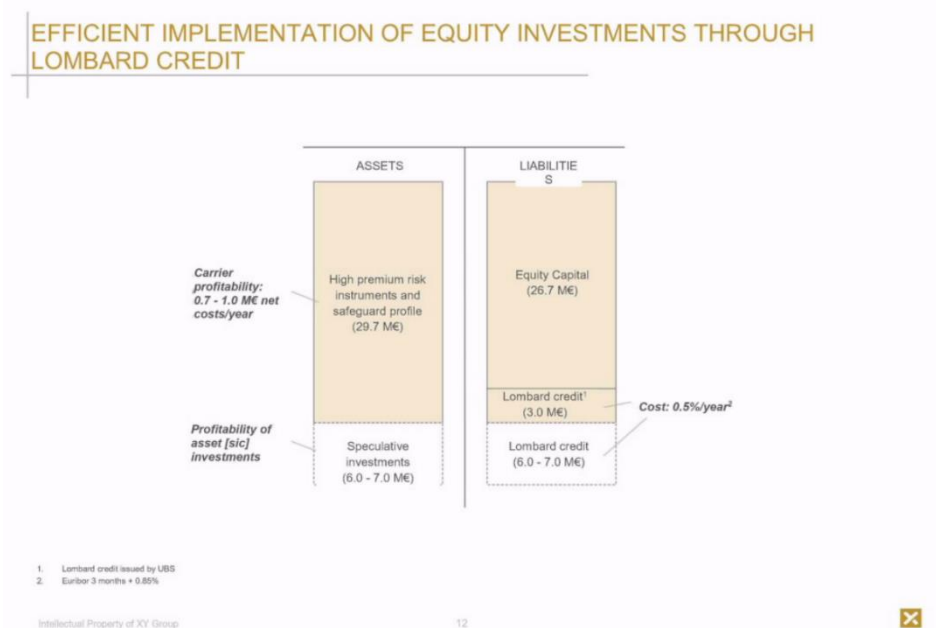 EFFICIENT IMPLEMENTATION OF EQUITY INVESTMENTS THROUGH
LOMBARD CREDIT
ASSETS
LIABILITIE
S
Carrier
profitability:
0.7 - 1.0 M€ net
costs/year
High premium risk
instruments and
safeguard profile
(29.7 M€)
Equity Capital
(26.7 M€)
Lombard credit¹
(3.0 M€)
Cost: 0.5%/year²
Profitability of
asset [sic]
investments
Speculative
investments
(6.0 - 7.0 M€)
Lombard credit
(6.0 - 7.0 M€)
1. Lombard credit issued by UBS
2. Euribor 3 months + 0.85%
Intellectual Property of XY Group
12